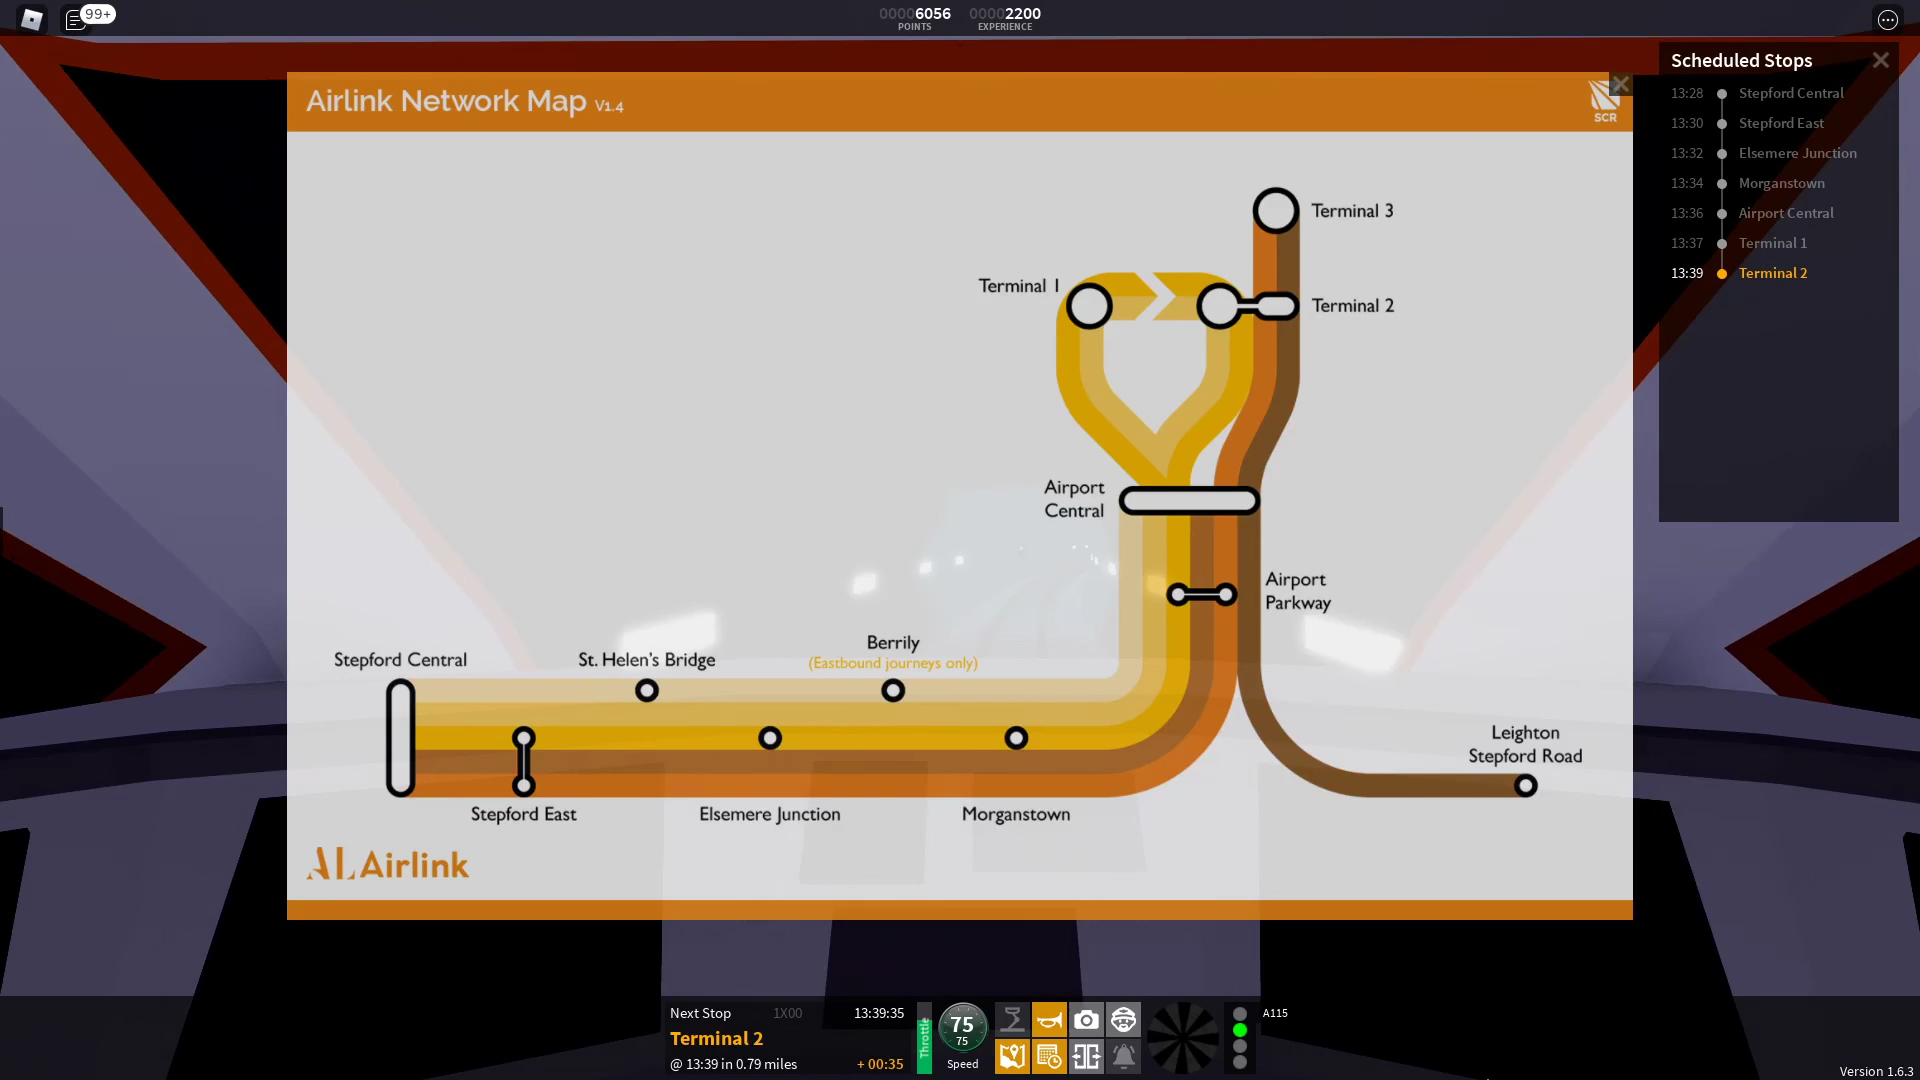 99+
00006056
POINTS
00002200
EXPERIENCE
Airlink Network Map V1.4
SCR
Scheduled Stops
13:28 Stepford Central
13:30 Stepford East
13:32 Elsemere Junction
13:34 Morganstown
13:36 Airport Central
13:37 Terminal 1
13:39 Terminal 2
Terminal 3
Terminal 1
Terminal 2
Airport
Central
Airport
Parkway
Stepford Central
St. Helen's Bridge
Berrily
(Eastbound journeys only)
Leighton
Stepford Road
Stepford East
Elsemere Junction
Morganstown
AL Airlink
Next Stop 1X00 13:39:35
Terminal 2
@ 13:39 in 0.79 miles + 00:35
Throttle
75
75
Speed
A115
Version 1.6.3